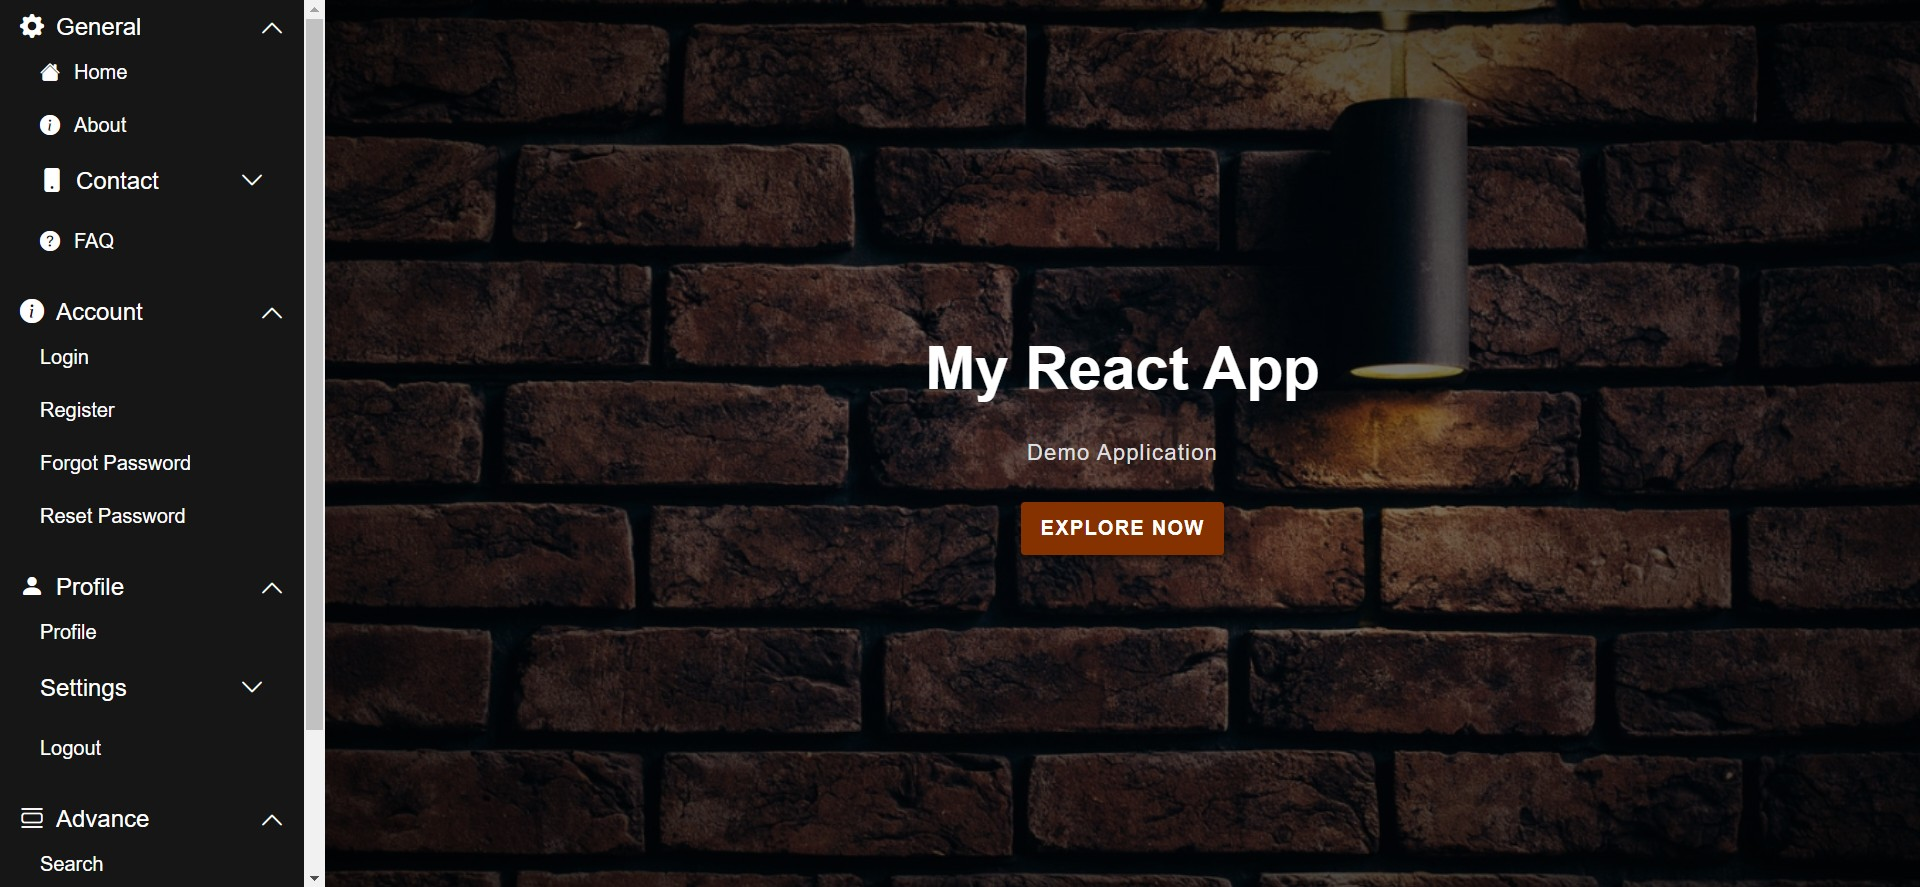 General
Home
About
Contact
FAQ
Account
Login
Register
Forgot Password
Reset Password
Profile
Profile
Settings
Logout
Advance
Search
My React App
Demo Application
EXPLORE NOW